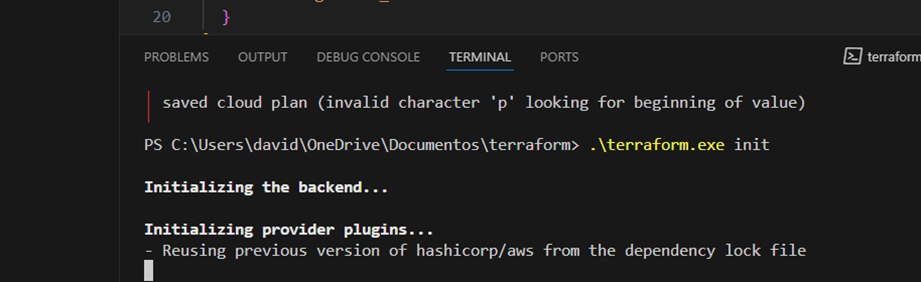 20 }
PROBLEMS OUTPUT DEBUG CONSOLE TERMINAL PORTS terraform
saved cloud plan (invalid character 'p' looking for beginning of value)
PS C:\Users\david\OneDrive\Documentos\terraform> .\terraform.exe init
Initializing the backend...
Initializing provider plugins...
- Reusing previous version of hashicorp/aws from the dependency lock file